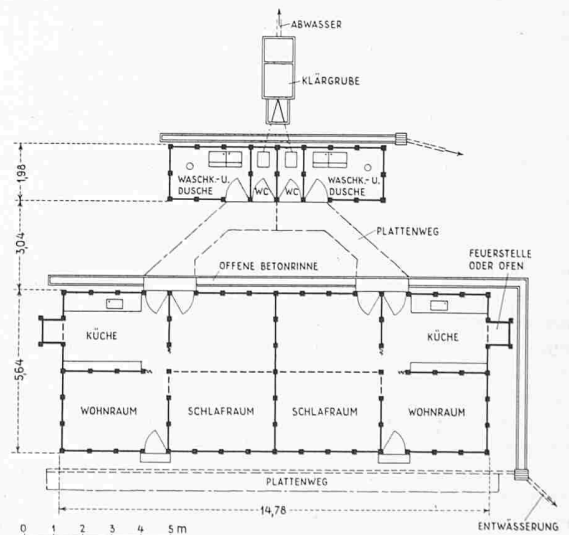 ABWASSER
KLÄRGRUBE
1,98
WASCHK.-U.
DUSCHE
WC
WC
WASCHK.-U.
DUSCHE
3,04
PLATTENWEG
FEUERSTELLE
ODER OFEN
OFFENE BETONRINNE
5,64
KÜCHE
KÜCHE
WOHNRAUM
SCHLAFRAUM
SCHLAFRAUM
WOHNRAUM
PLATTENWEG
14,78
0 1 2 3 4 5 m
ENTWÄSSERUNG